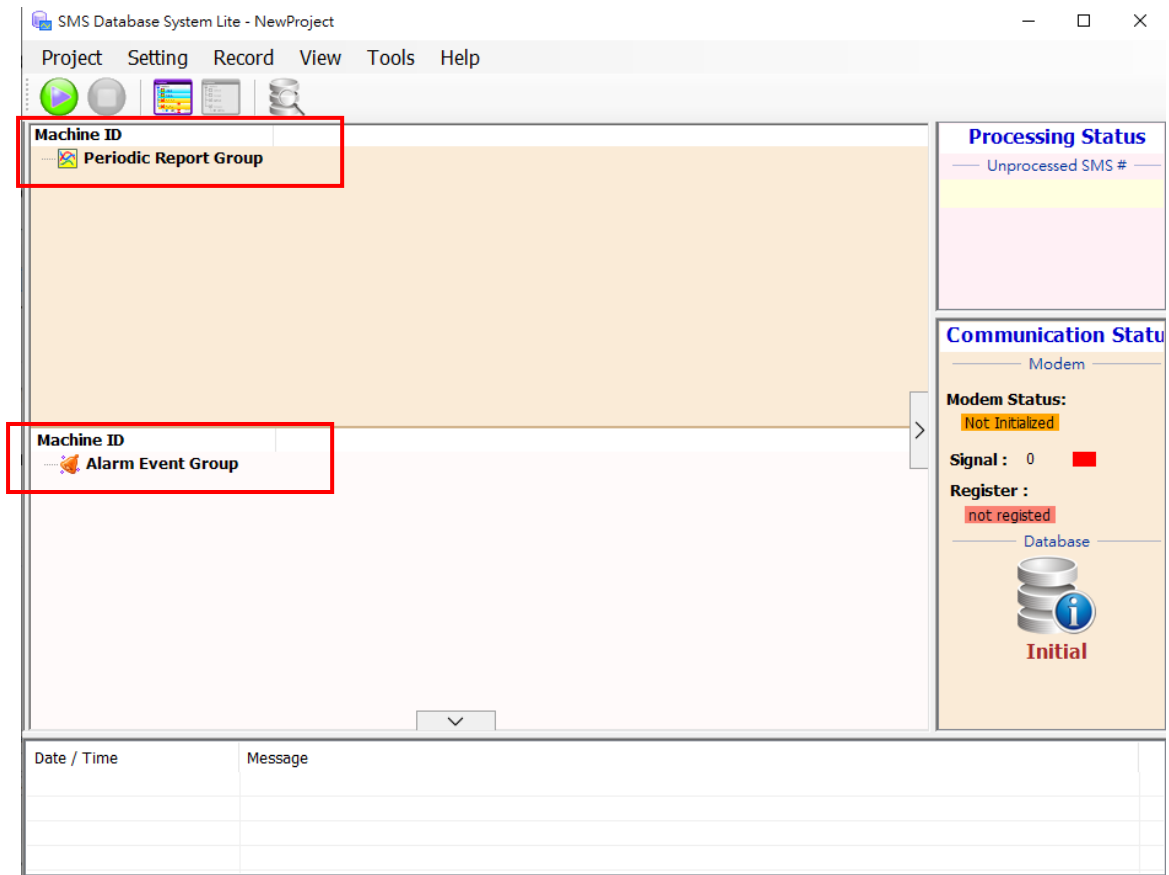 SMS Database System Lite - NewProject
Project Setting Record View Tools Help
Machine ID
Periodic Report Group
Machine ID
Alarm Event Group
Processing Status
Unprocessed SMS #
Communication Statu
Modem
Modem Status:
Not Initialized
Signal : 0
Register :
not registed
Database
Initial
Date / Time Message